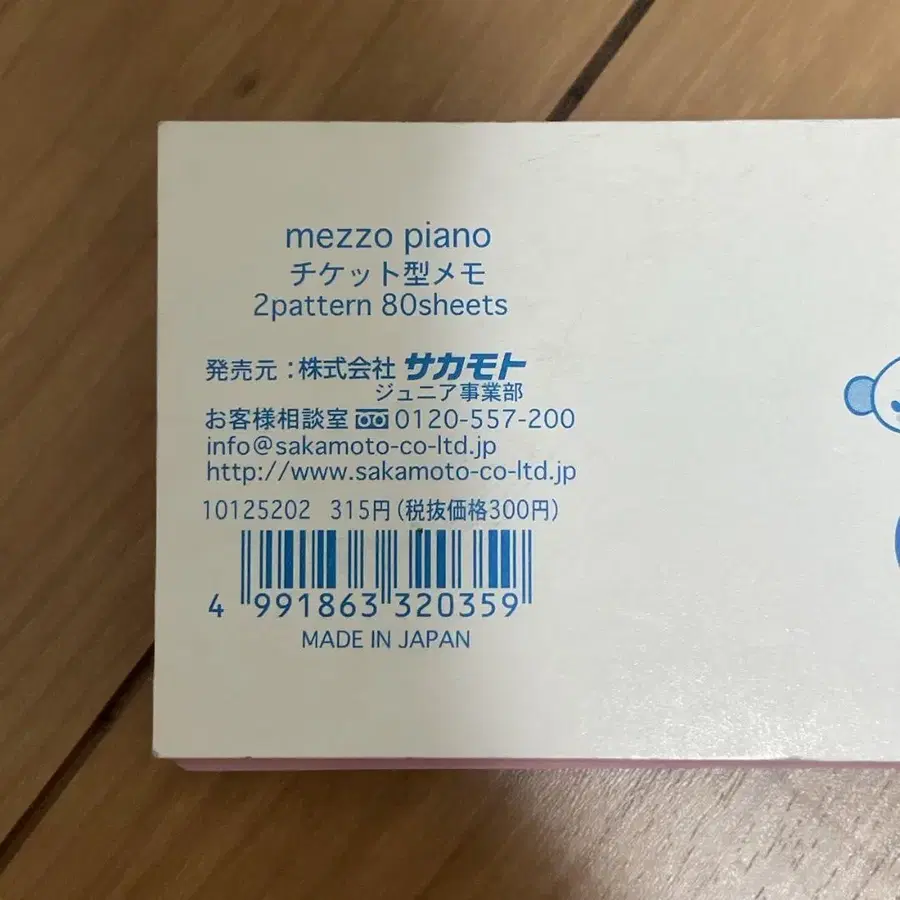 mezzo piano
チケット型メモ
2pattern 80sheets
発売元:株式会社 サカモト
ジュニア事業部
お客様相談室 0120-557-200
info@sakamoto-co-ltd.jp
http://www.sakamoto-co-ltd.jp
10125202 315円(税抜価格300円)
4 991863 320359
MADE IN JAPAN